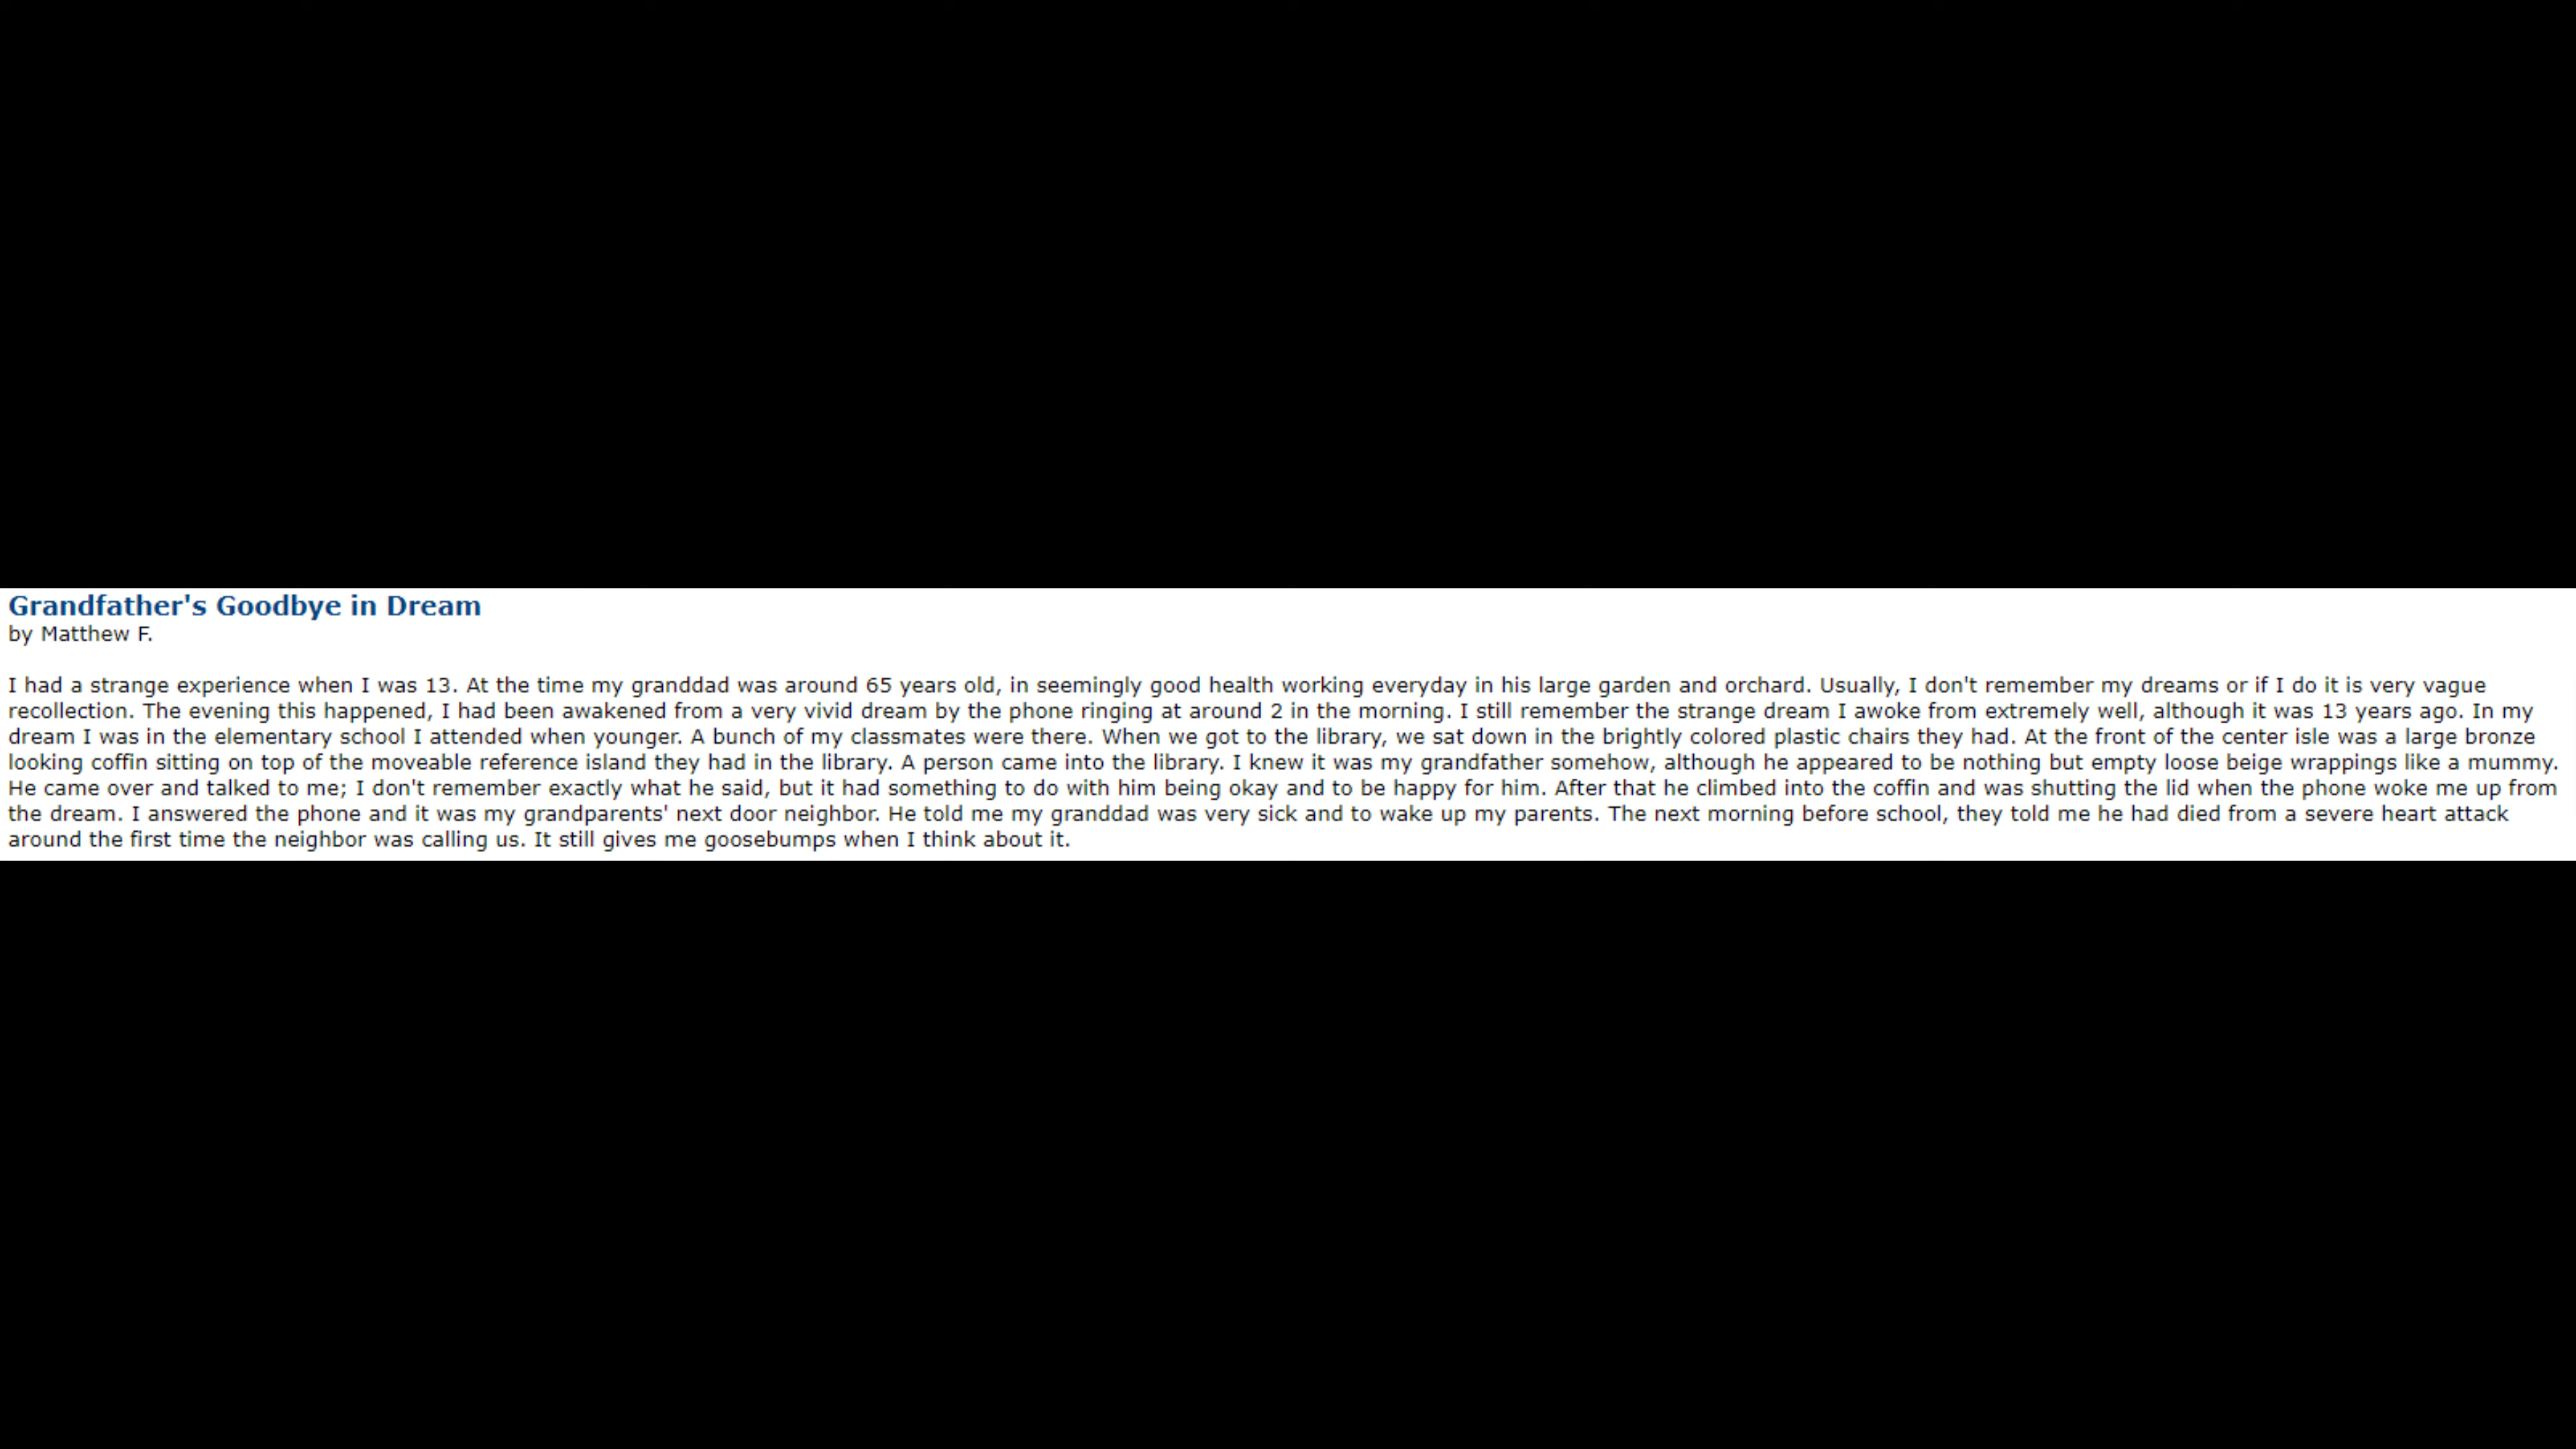 Grandfather's Goodbye in Dream
by Matthew F.
I had a strange experience when I was 13. At the time my granddad was around 65 years old, in seemingly good health working everyday in his large garden and orchard. Usually, I don't remember my dreams or if I do it is very vague
recollection. The evening this happened, I had been awakened from a very vivid dream by the phone ringing at around 2 in the morning. I still remember the strange dream I awoke from extremely well, although it was 13 years ago. In my
dream I was in the elementary school I attended when younger. A bunch of my classmates were there. When we got to the library, we sat down in the brightly colored plastic chairs they had. At the front of the center isle was a large bronze
looking coffin sitting on top of the moveable reference island they had in the library. A person came into the library. I knew it was my grandfather somehow, although he appeared to be nothing but empty loose beige wrappings like a mummy.
He came over and talked to me; I don't remember exactly what he said, but it had something to do with him being okay and to be happy for him. After that he climbed into the coffin and was shutting the lid when the phone woke me up from
the dream. I answered the phone and it was my grandparents' next door neighbor. He told me my granddad was very sick and to wake up my parents. The next morning before school, they told me he had died from a severe heart attack
around the first time the neighbor was calling us. It still gives me goosebumps when I think about it.